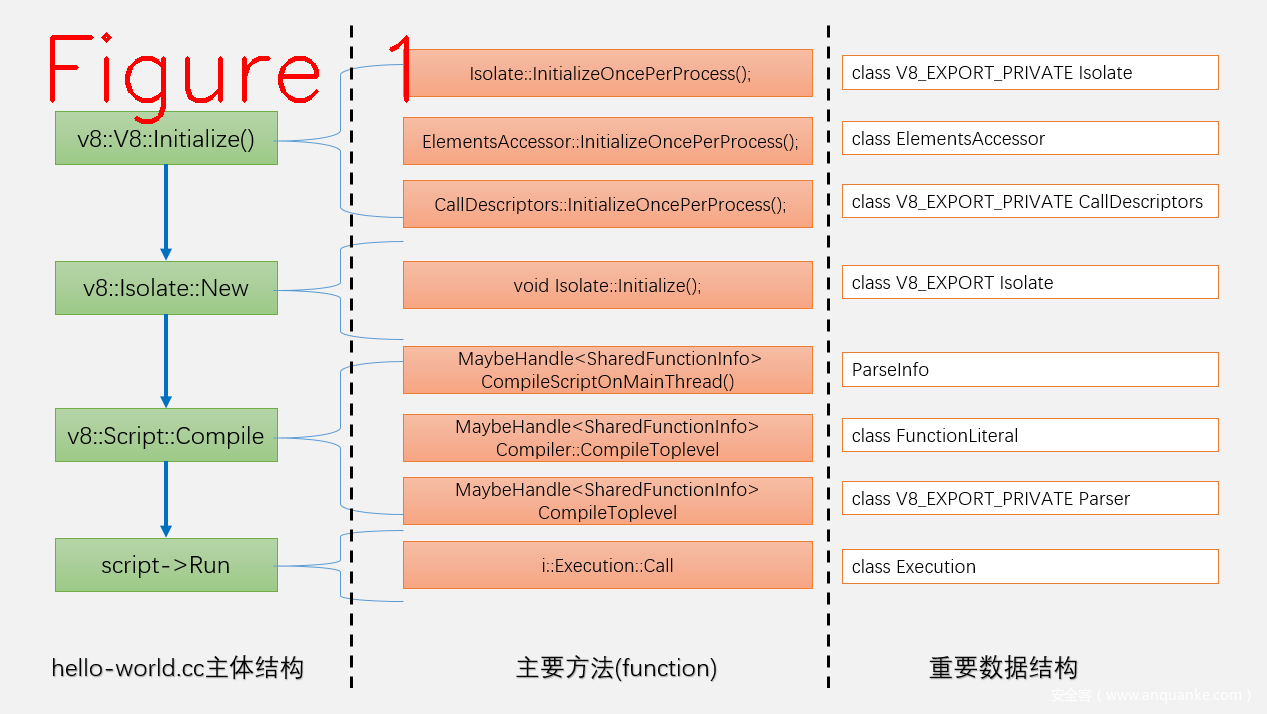 Figure 1
v8::V8::Initialize()
Isolate::InitializeOncePerProcess();
class V8_EXPORT_PRIVATE Isolate
ElementsAccessor::InitializeOncePerProcess();
class ElementsAccessor
CallDescriptors::InitializeOncePerProcess();
class V8_EXPORT_PRIVATE CallDescriptors
v8::Isolate::New
void Isolate::Initialize();
class V8_EXPORT Isolate
v8::Script::Compile
MaybeHandle<SharedFunctionInfo>
CompileScriptOnMainThread()
ParseInfo
MaybeHandle<SharedFunctionInfo>
Compiler::CompileToplevel
class FunctionLiteral
MaybeHandle<SharedFunctionInfo>
CompileToplevel
class V8_EXPORT_PRIVATE Parser
script->Run
i::Execution::Call
class Execution
hello-world.cc主体结构
主要方法(function)
重要数据结构
安全客（www.anquanke.com）